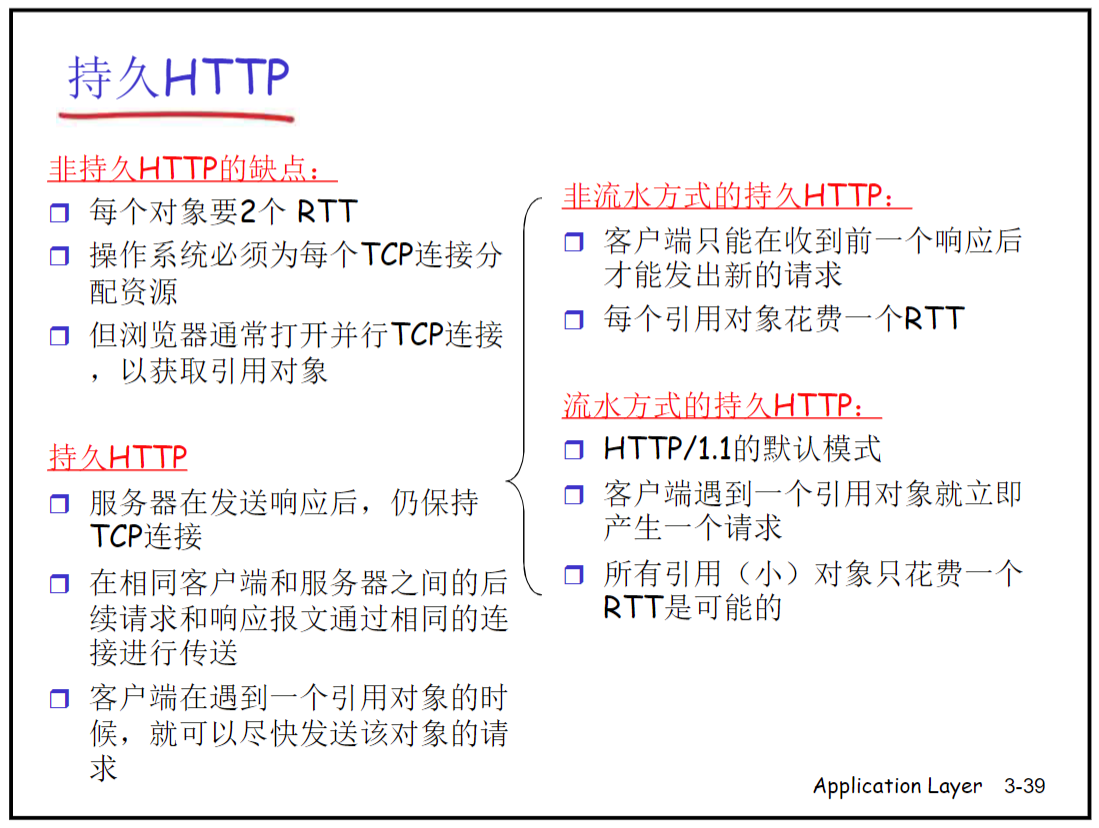 持久HTTP
非持久HTTP的缺点：
每个对象要2个 RTT
操作系统必须为每个TCP连接分
配资源
但浏览器通常打开并行TCP连接
，以获取引用对象
持久HTTP
服务器在发送响应后，仍保持
TCP连接
在相同客户端和服务器之间的后
续请求和响应报文通过相同的连
接进行传送
客户端在遇到一个引用对象的时
候，就可以尽快发送该对象的请
求
非流水方式的持久HTTP：
客户端只能在收到前一个响应后
才能发出新的请求
每个引用对象花费一个RTT
流水方式的持久HTTP：
HTTP/1.1的默认模式
客户端遇到一个引用对象就立即
产生一个请求
所有引用（小）对象只花费一个
RTT是可能的
Application Layer 3-39